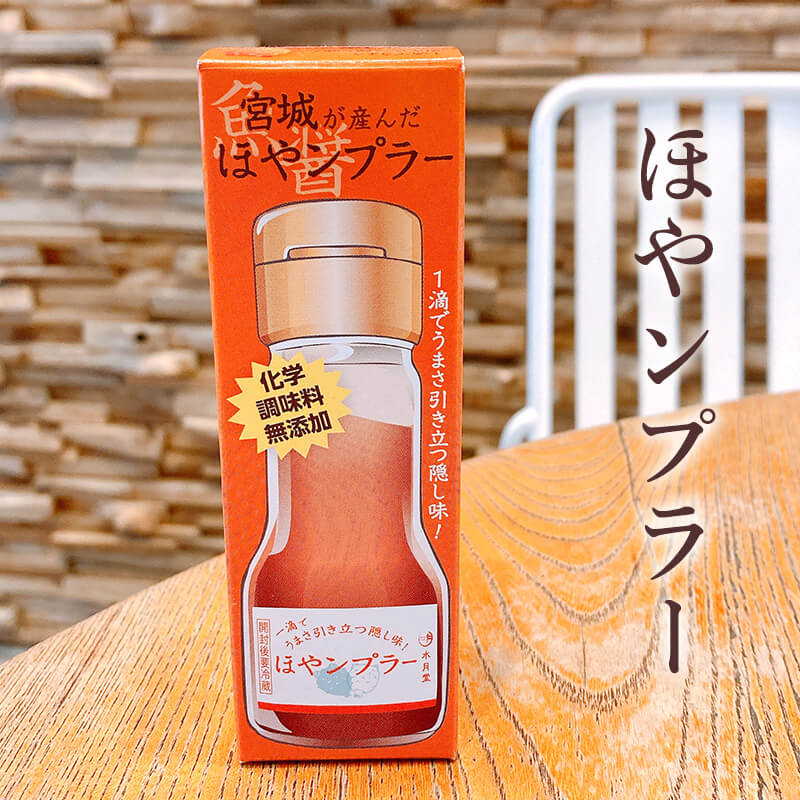 魚醤
宮城が産んだ
ほやンプラー
1滴でうまさ引き立つ隠し味!
化学
調味料
無添加
一滴で
うまさ引き立つ隠し味!
ほやンプラー
水月堂
開封後要冷蔵
ほやンプラー